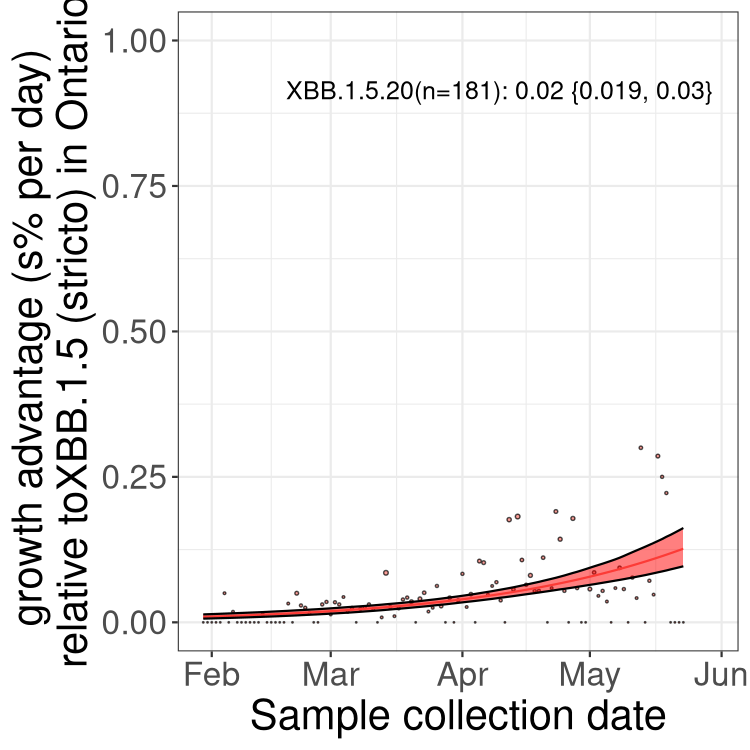 growth advantage (s% per day)
relative toXBB.1.5 (stricto) in Ontario
1.00
0.75
0.50
0.25
0.00
XBB.1.5.20(n=181): 0.02 {0.019, 0.03}
Feb Mar Apr May Jun
Sample collection date